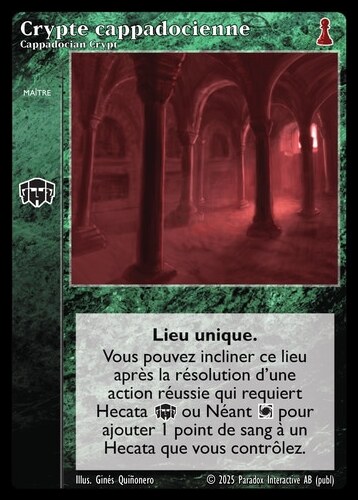 Crypte cappadocienne
Cappadocian Crypt
MAÎTRE
Lieu unique.
Vous pouvez incliner ce lieu
après la résolution d'une
action réussie qui requiert
Hecata ou Néant pour
ajouter 1 point de sang à un
Hecata que vous contrôlez.
Illus. Ginés Quiñonero
© 2025 Paradox Interactive AB (publ)